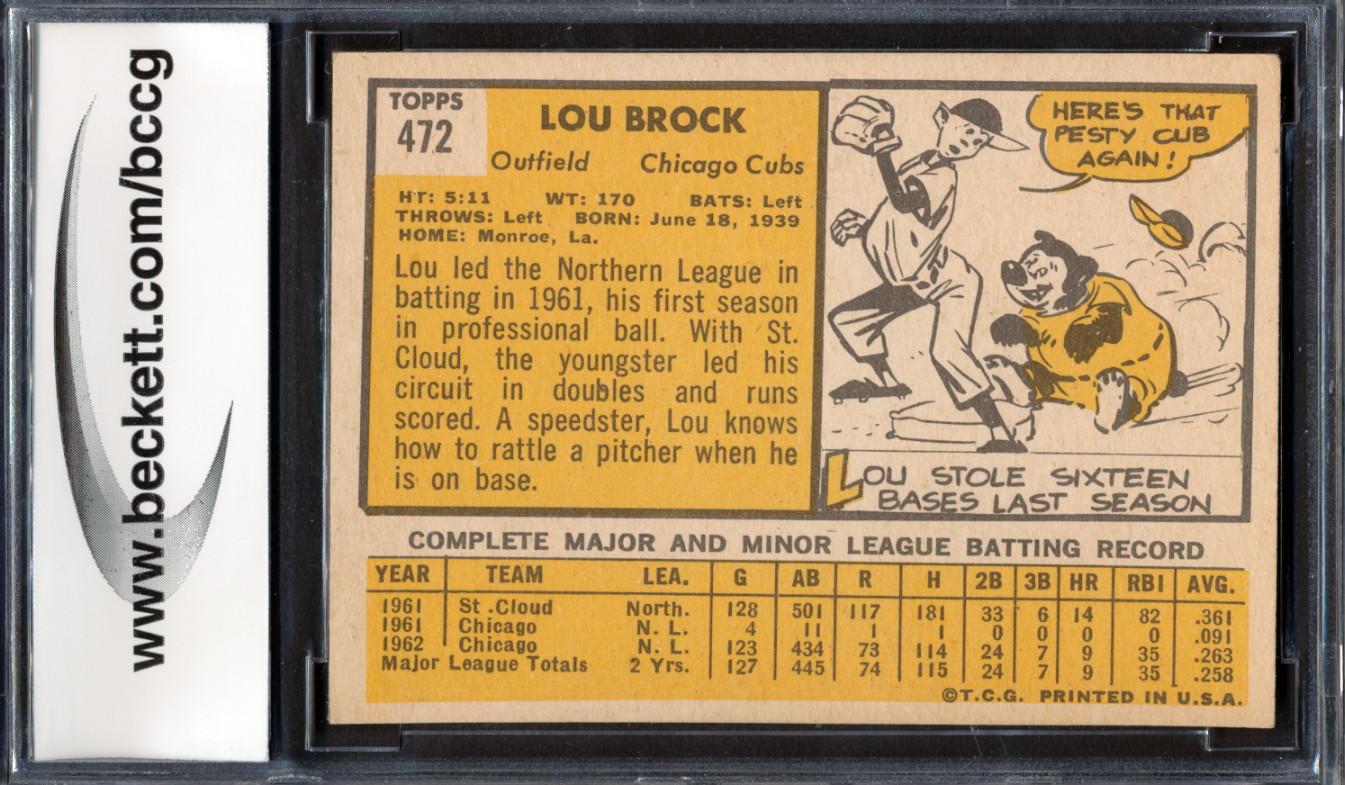 www.beckett.com/bccg
TOPPS
472
LOU BROCK
Outfield Chicago Cubs
HT: 5:11 WT: 170 BATS: Left
THROWS: Left BORN: June 18, 1939
HOME: Monroe, La.
Lou led the Northern League in
batting in 1961, his first season
in professional ball. With St.
Cloud, the youngster led his
circuit in doubles and runs
scored. A speedster, Lou knows
how to rattle a pitcher when he
is on base.
HERE'S THAT
PESTY CUB
AGAIN!
LOU STOLE SIXTEEN
BASES LAST SEASON
COMPLETE MAJOR AND MINOR LEAGUE BATTING RECORD
YEAR TEAM LEA. G AB R H 2B 3B HR RBI AVG.
1961 St .Cloud North. 128 501 117 181 33 6 14 82 .361
1961 Chicago N. L. 4 11 1 1 0 0 0 0 .091
1962 Chicago N. L. 123 434 73 114 24 7 9 35 .263
Major League Totals 2 Yrs. 127 445 74 115 24 7 9 35 .258
©T.C.G. PRINTED IN U.S.A.